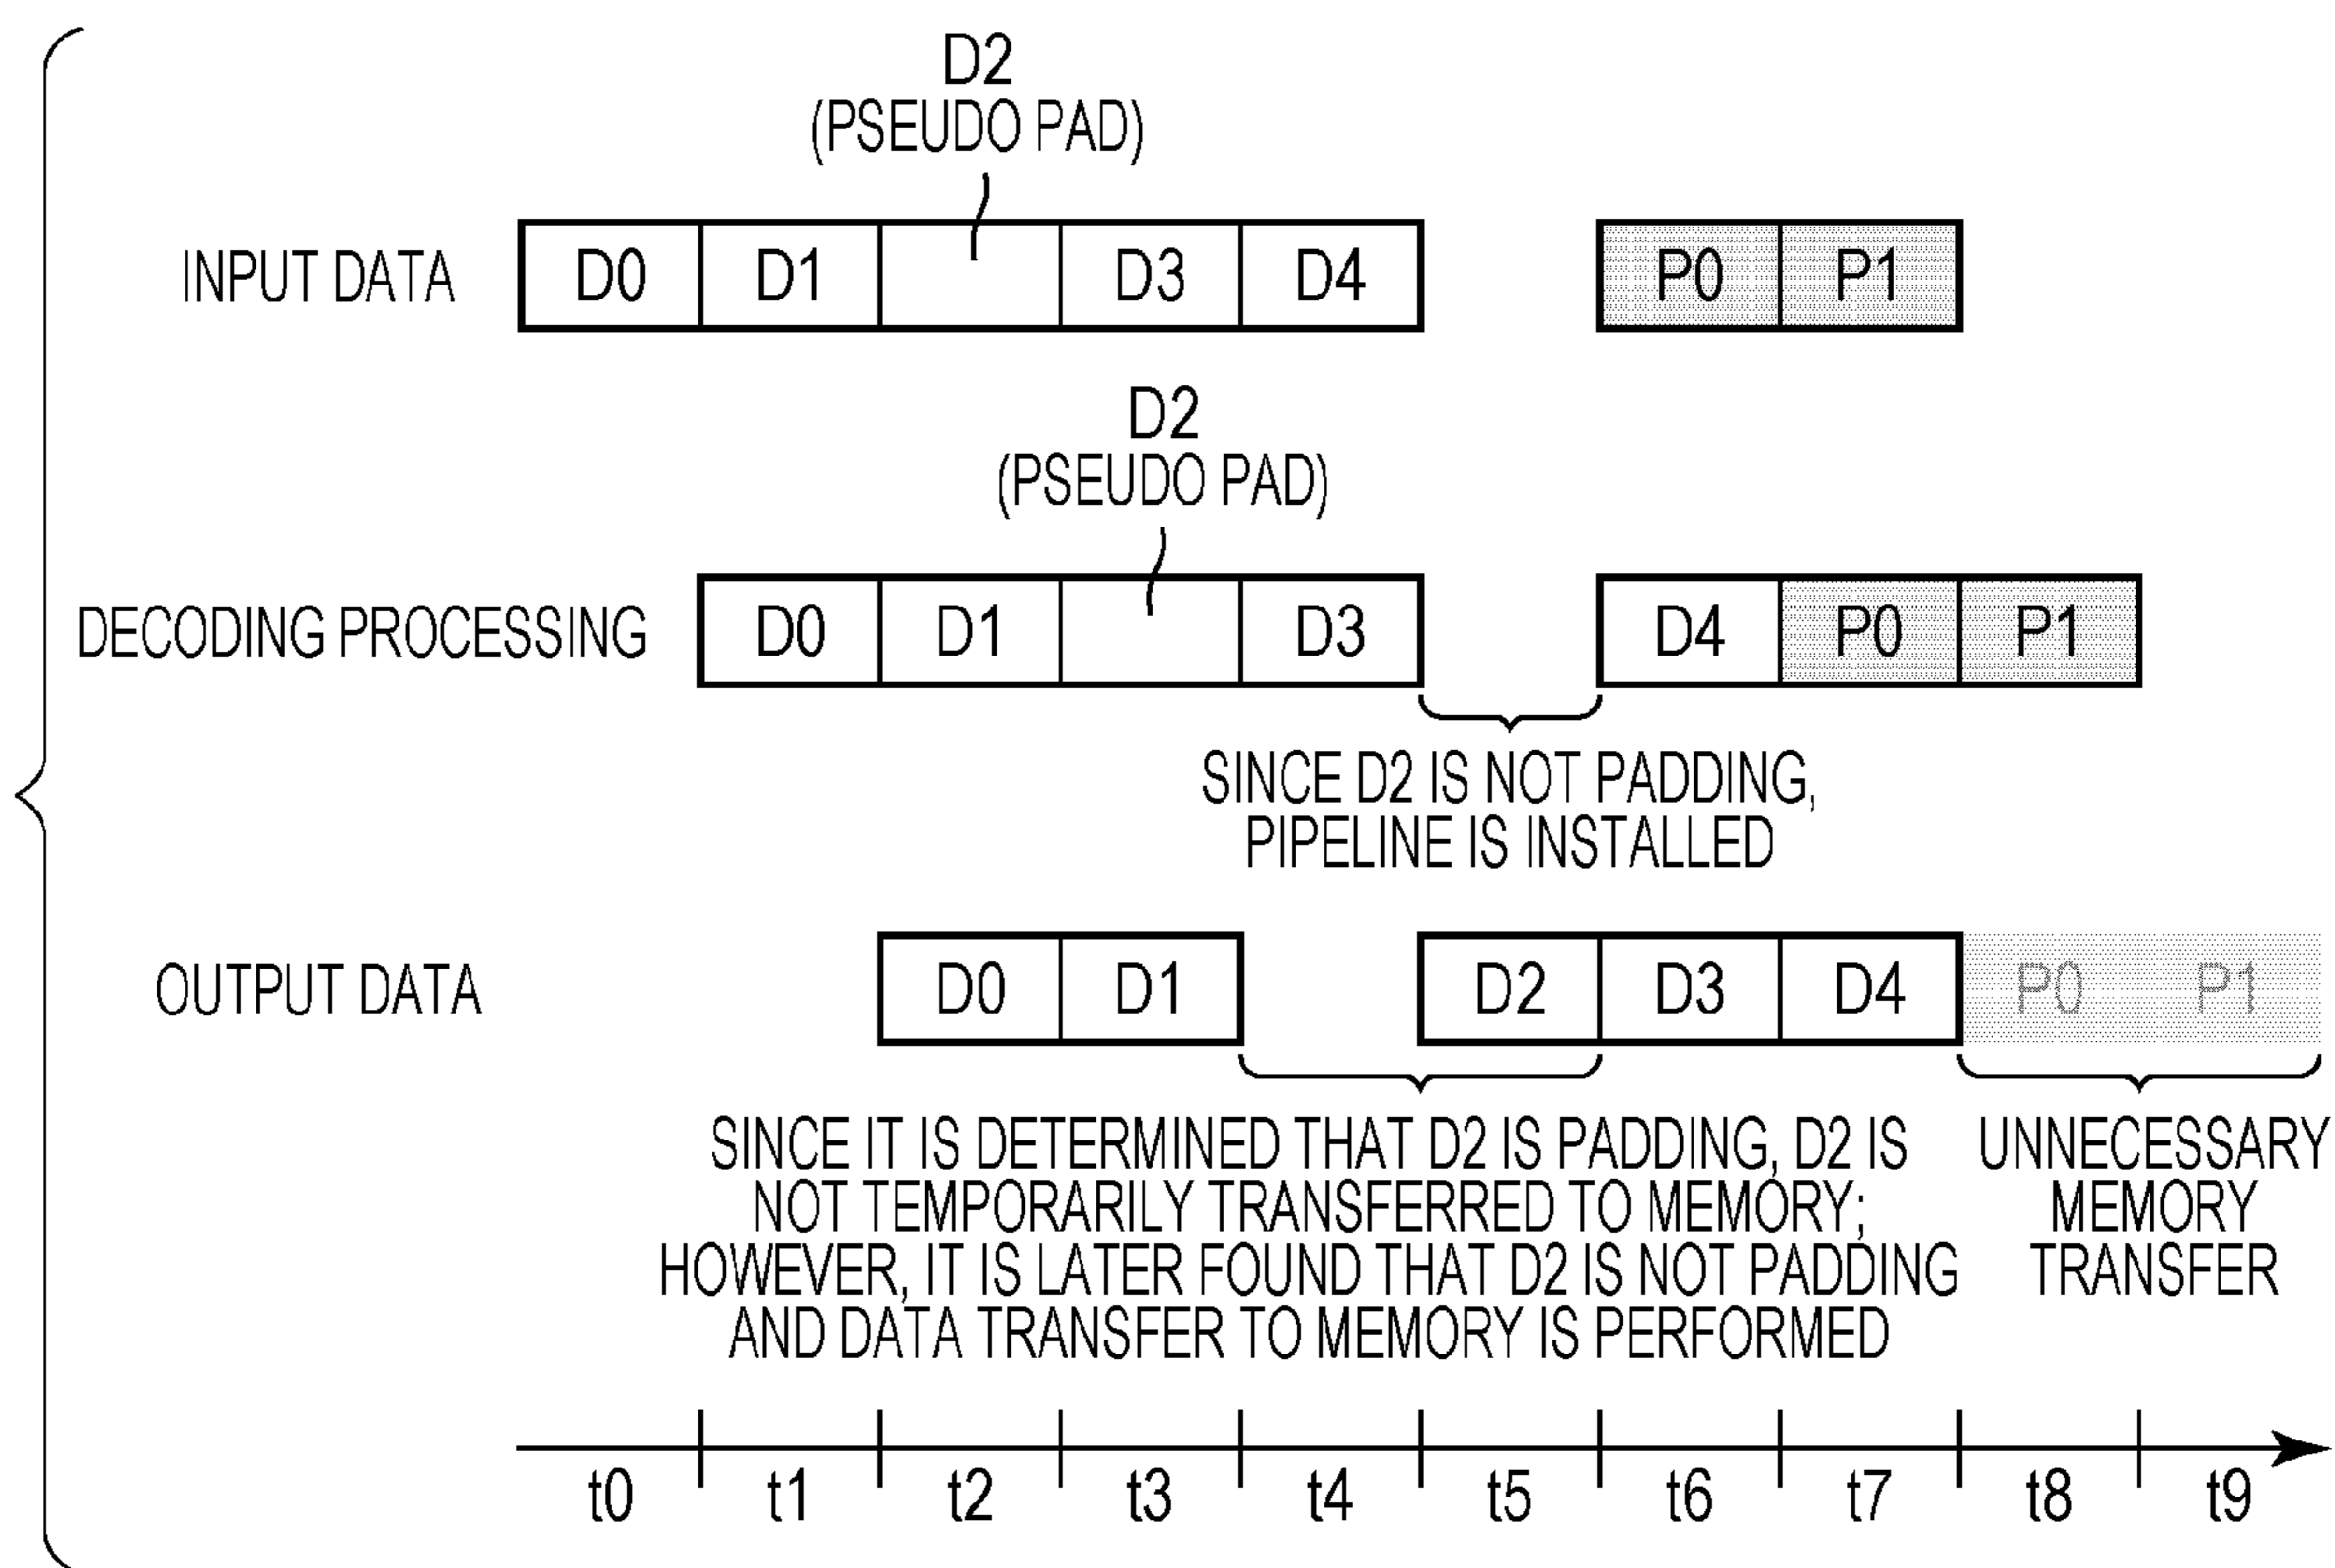 D2
(PSEUDO PAD)
INPUT DATA D0 D1 D3 D4 P0 P1
D2
(PSEUDO PAD)
DECODING PROCESSING D0 D1 D3 D4 P0 P1
SINCE D2 IS NOT PADDING,
PIPELINE IS INSTALLED
OUTPUT DATA D0 D1 D2 D3 D4 P0 P1
SINCE IT IS DETERMINED THAT D2 IS PADDING, D2 IS
NOT TEMPORARILY TRANSFERRED TO MEMORY;
HOWEVER, IT IS LATER FOUND THAT D2 IS NOT PADDING
AND DATA TRANSFER TO MEMORY IS PERFORMED
UNNECESSARY
MEMORY
TRANSFER
t0 t1 t2 t3 t4 t5 t6 t7 t8 t9